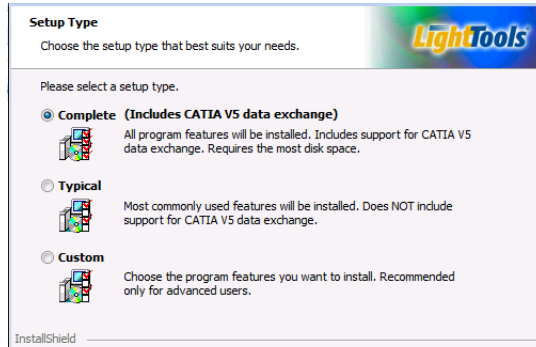 Setup Type
Choose the setup type that best suits your needs.
LightTools
Please select a setup type.
Complete (Includes CATIA V5 data exchange)
All program features will be installed. Includes support for CATIA V5
data exchange. Requires the most disk space.
Typical
Most commonly used features will be installed. Does NOT include
support for CATIA V5 data exchange.
Custom
Choose the program features you want to install. Recommended
only for advanced users.
InstallShield